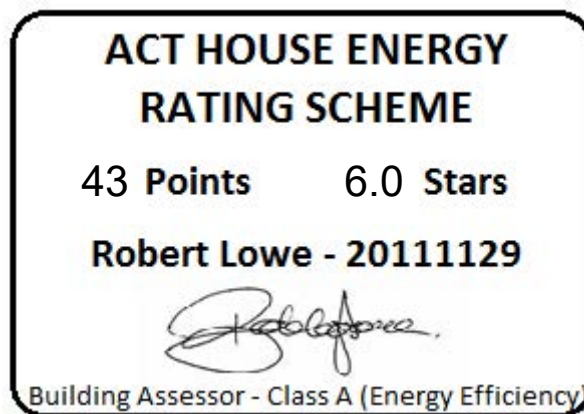 ACT HOUSE ENERGY
RATING SCHEME
43 Points 6.0 Stars
Robert Lowe - 20111129
Building Assessor - Class A (Energy Efficiency)